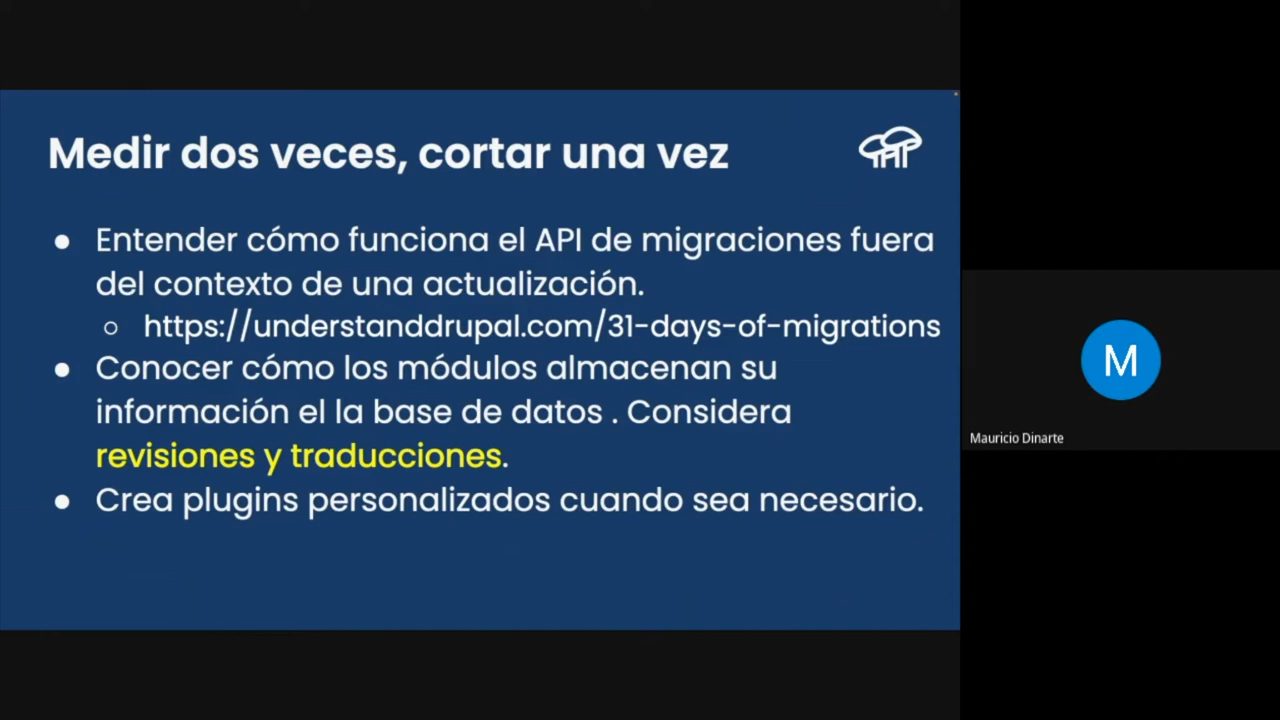 Medir dos veces, cortar una vez
● Entender cómo funciona el API de migraciones fuera
del contexto de una actualización.
○ https://understanddrupal.com/31-days-of-migrations
● Conocer cómo los módulos almacenan su
información el la base de datos . Considera
revisiones y traducciones.
● Crea plugins personalizados cuando sea necesario.
M
Mauricio Dinarte